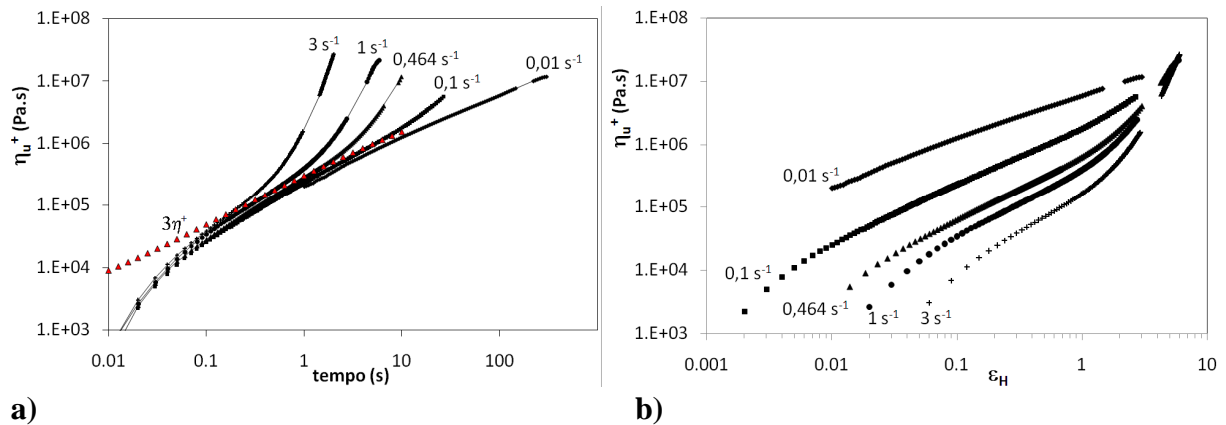 1.E+08
1.E+07
1.E+06
1.E+05
1.E+04
1.E+03
ηu+ (Pa.s)
3 s-1
1 s-1
0,464 s-1
0,1 s-1
0,01 s-1
3η+
0.01
0.1
1
10
100
tempo (s)
a)
1.E+08
1.E+07
1.E+06
1.E+05
1.E+04
1.E+03
ηu+ (Pa.s)
0,01 s-1
0,1 s-1
0,464 s-1
1 s-1
3 s-1
0.001
0.01
0.1
1
10
εH
b)